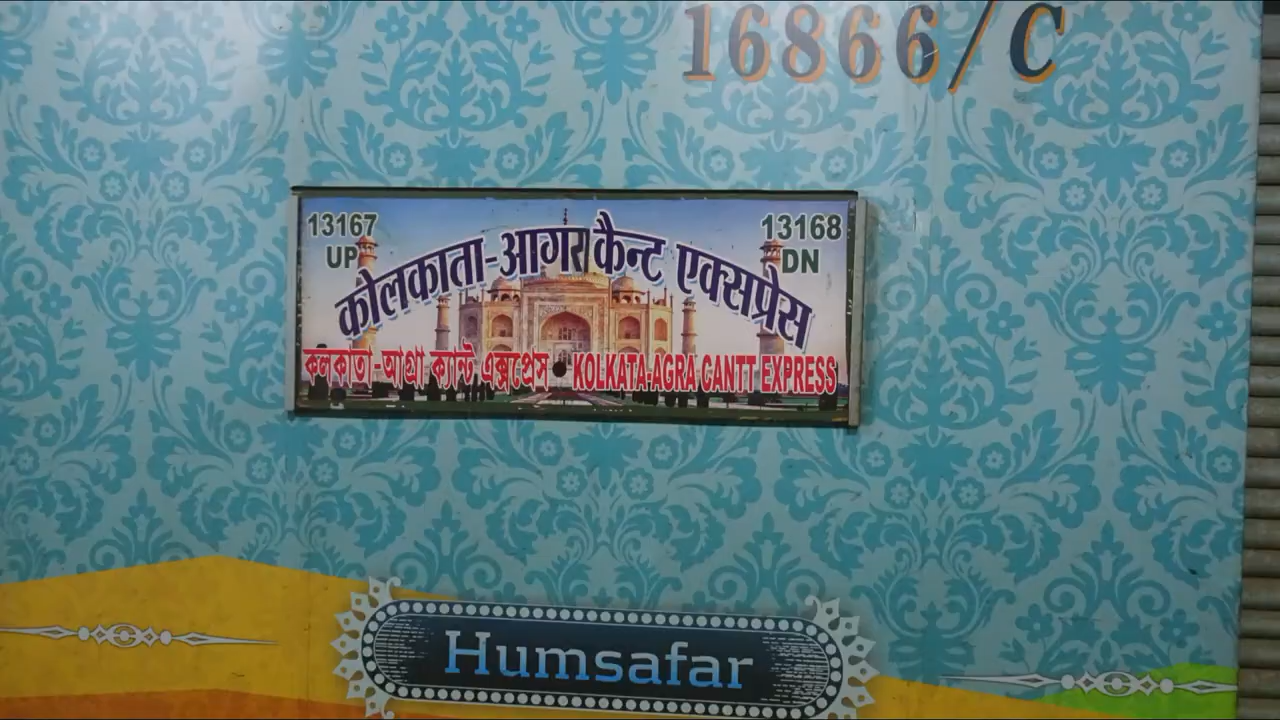 16866/C
13167
UP
13168
DN
कोलकाता-आगरा कैन्ट एक्सप्रेस
কলকাতা-আগ্রা ক্যান্ট এক্সপ্রেস
KOLKATA-AGRA CANTT EXPRESS
Humsafar